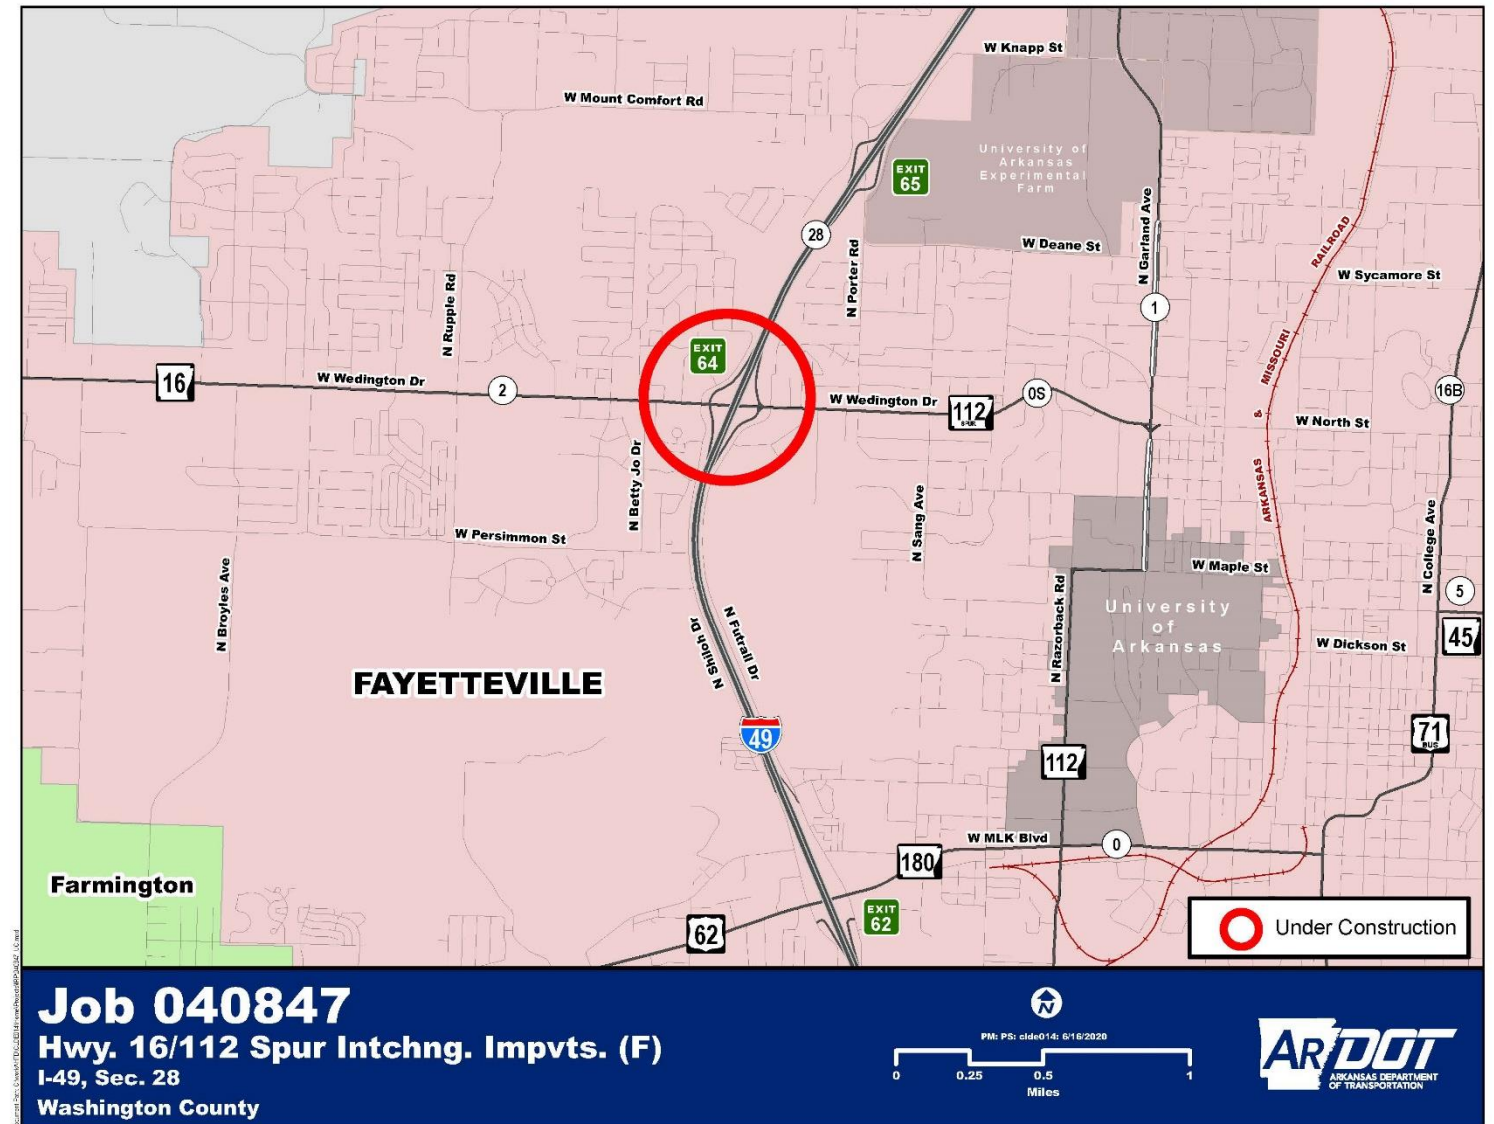 W Knapp St
W Mount Comfort Rd
University of
Arkansas
Experimental
Farm
EXIT
65
28
W Deane St
N Garland Ave
N Porter Rd
RAILROAD
W Sycamore St
N Rupple Rd
1
MISSOURI
EXIT
64
16
W Wedington Dr
2
W Wedington Dr
112
SPUR
0S
16B
&
W North St
N Betty Jo Dr
ARKANSAS
N Sang Ave
N College Ave
W Persimmon St
W Maple St
N Broyles Ave
N Razorback Rd
5
University
of
Arkansas
N Futrall Dr
N Shiloh Dr
45
W Dickson St
FAYETTEVILLE
49
71
BUS
112
W MLK Blvd
0
180
Farmington
EXIT
62
62
Under Construction
Job 040847
Hwy. 16/112 Spur Intchng. Impvts. (F)
I-49, Sec. 28
Washington County
N
PM: PS: clde014: 6/16/2020
0 0.25 0.5 1
Miles
ARDOT
ARKANSAS DEPARTMENT
OF TRANSPORTATION